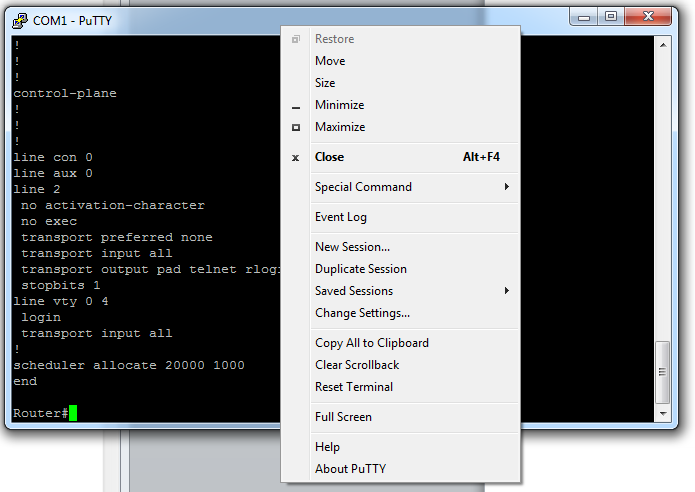 COM1 - PuTTY
!
!
!
control-plane
!
!
!
line con 0
line aux 0
line 2
no activation-character
no exec
transport preferred none
transport input all
transport output pad telnet
stopbits 1
line vty 0 4
login
transport input all
!
scheduler allocate 20000 1000
end
Router#
Restore
Move
Size
Minimize
Maximize
Close Alt+F4
Special Command
Event Log
New Session...
Duplicate Session
Saved Sessions
Change Settings...
Copy All to Clipboard
Clear Scrollback
Reset Terminal
Full Screen
Help
About PuTTY